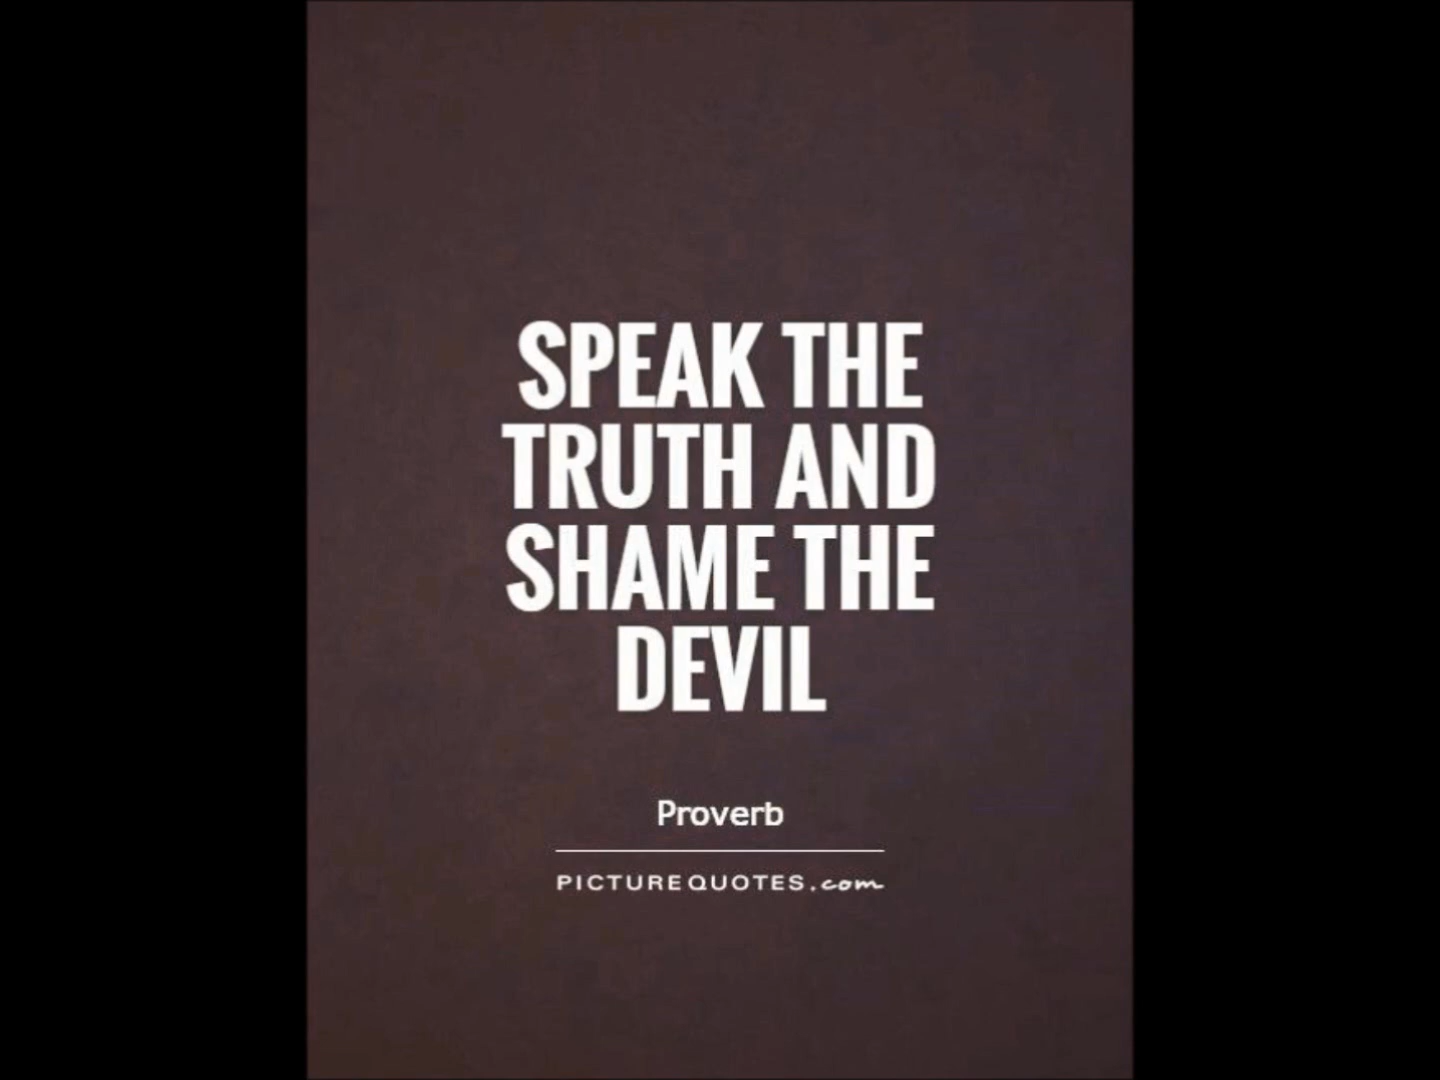 SPEAK THE
TRUTH AND
SHAME THE
DEVIL
Proverb
PICTUREQUOTES.com